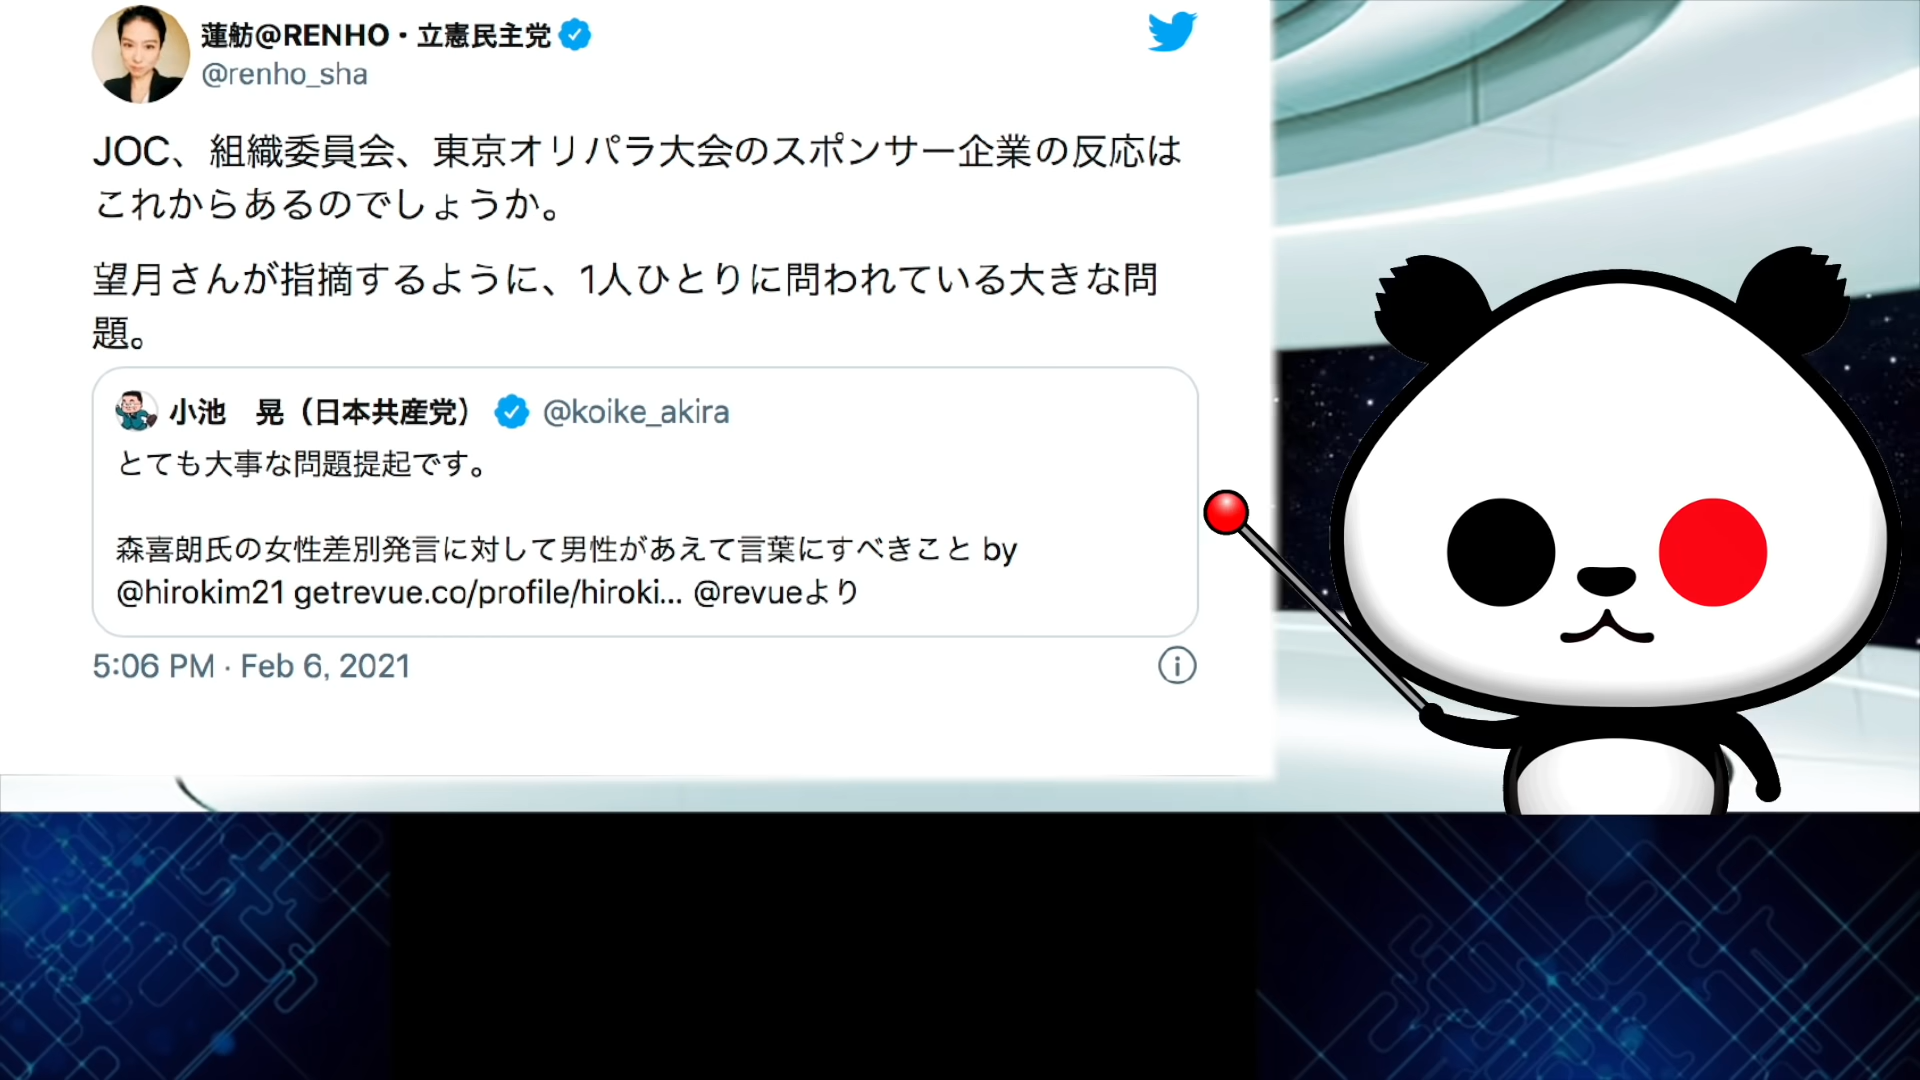 蓮舫@RENHO・立憲民主党
@renho_sha
JOC、組織委員会、東京オリパラ大会のスポンサー企業の反応は
これからあるのでしょうか。
望月さんが指摘するように、1人ひとりに問われている大きな問
題。
小池 晃（日本共産党） @koike_akira
とても大事な問題提起です。
森喜朗氏の女性差別発言に対して男性があえて言葉にすべきこと by
@hirokim21 getrevue.co/profile/hiroki... @revueより
5:06 PM · Feb 6, 2021